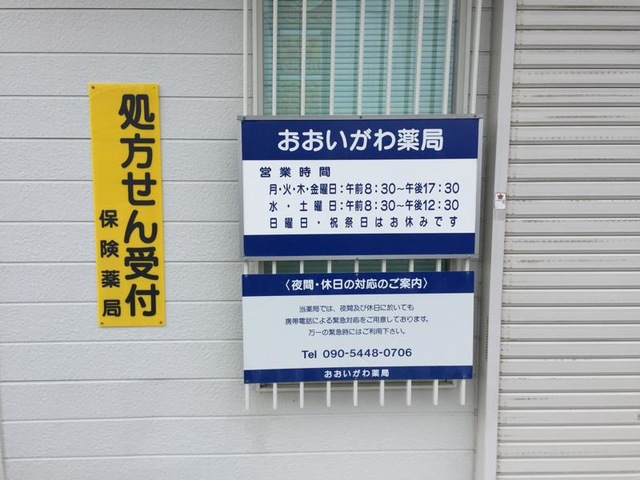 処方せん受付
保険薬局
おおいがわ薬局
営業時間
月・火・木・金曜日：午前8：30～午後17：30
水・土曜日：午前8：30～午後12：30
日曜日・祝祭日はお休みです
〈夜間・休日の対応のご案内〉
当薬局では、夜間及び休日に於いても
携帯電話による緊急対応をご用意しております。
万一の緊急時にはご利用下さい。
Tel 090-5448-0706
おおいがわ薬局